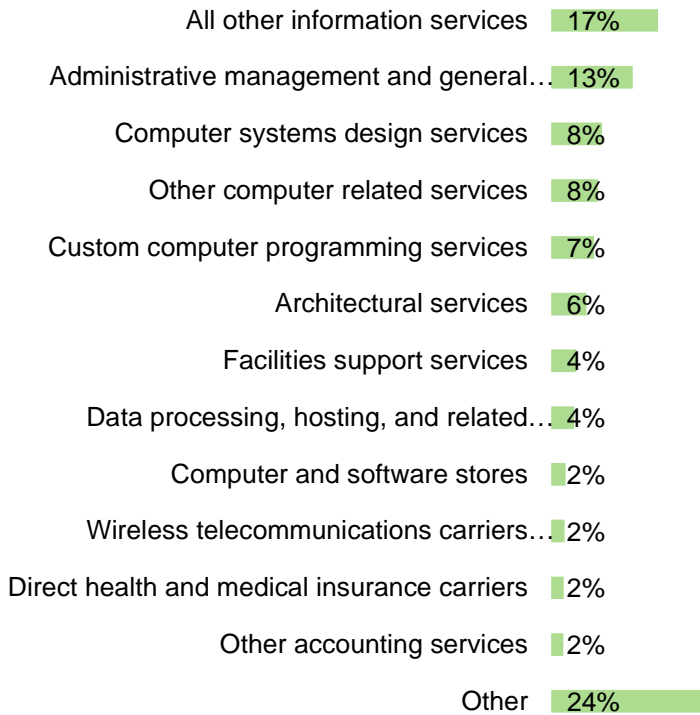 All other information services 17%
Administrative management and general… 13%
Computer systems design services 8%
Other computer related services 8%
Custom computer programming services 7%
Architectural services 6%
Facilities support services 4%
Data processing, hosting, and related… 4%
Computer and software stores 2%
Wireless telecommunications carriers… 2%
Direct health and medical insurance carriers 2%
Other accounting services 2%
Other 24%